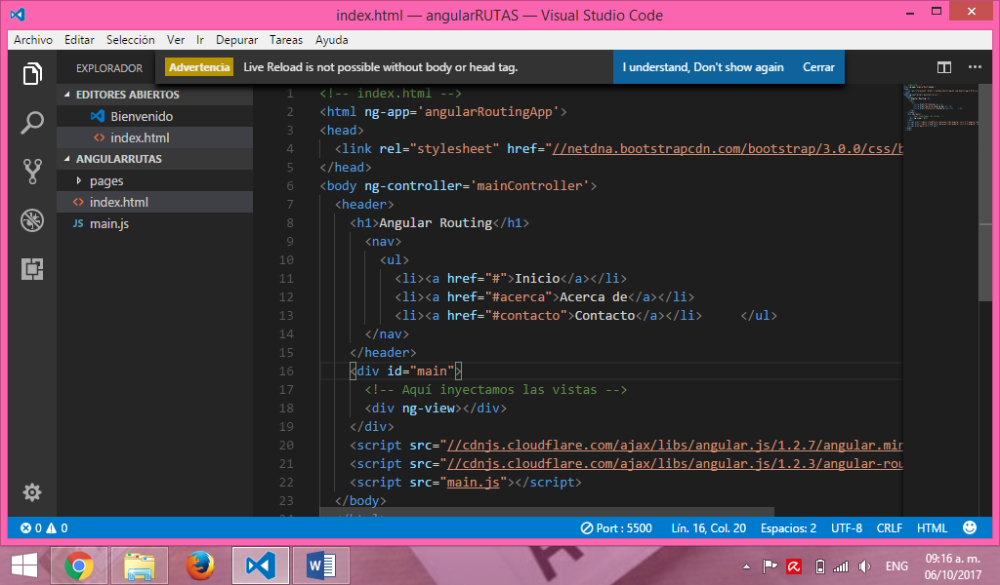 index.html — angularRUTAS — Visual Studio Code
Archivo Editar Selección Ver Ir Depurar Tareas Ayuda
EXPLORADOR
Advertencia Live Reload is not possible without body or head tag. I understand, Don't show again Cerrar
EDITORES ABIERTOS
Bienvenido
<> index.html
ANGULARRUTAS
pages
<> index.html
JS main.js
1 <!-- index.html -->
2 <html ng-app='angularRoutingApp'>
3 <head>
4 <link rel="stylesheet" href="//netdna.bootstrapcdn.com/bootstrap/3.0.0/css/b
5 </head>
6 <body ng-controller='mainController'>
7 <header>
8 <h1>Angular Routing</h1>
9 <nav>
10 <ul>
11 <li><a href="#">Inicio</a></li>
12 <li><a href="#acerca">Acerca de</a></li>
13 <li><a href="#contacto">Contacto</a></li> </ul>
14 </nav>
15 </header>
16 <div id="main">
17 <!-- Aquí inyectamos las vistas -->
18 <div ng-view></div>
19 </div>
20 <script src="//cdnjs.cloudflare.com/ajax/libs/angular.js/1.2.7/angular.min
21 <script src="//cdnjs.cloudflare.com/ajax/libs/angular.js/1.2.3/angular-rou
22 <script src="main.js"></script>
23 </body>
0 0 Port : 5500 Lín. 16, Col. 20 Espacios: 2 UTF-8 CRLF HTML
ENG
09:16 a. m.
06/10/2017